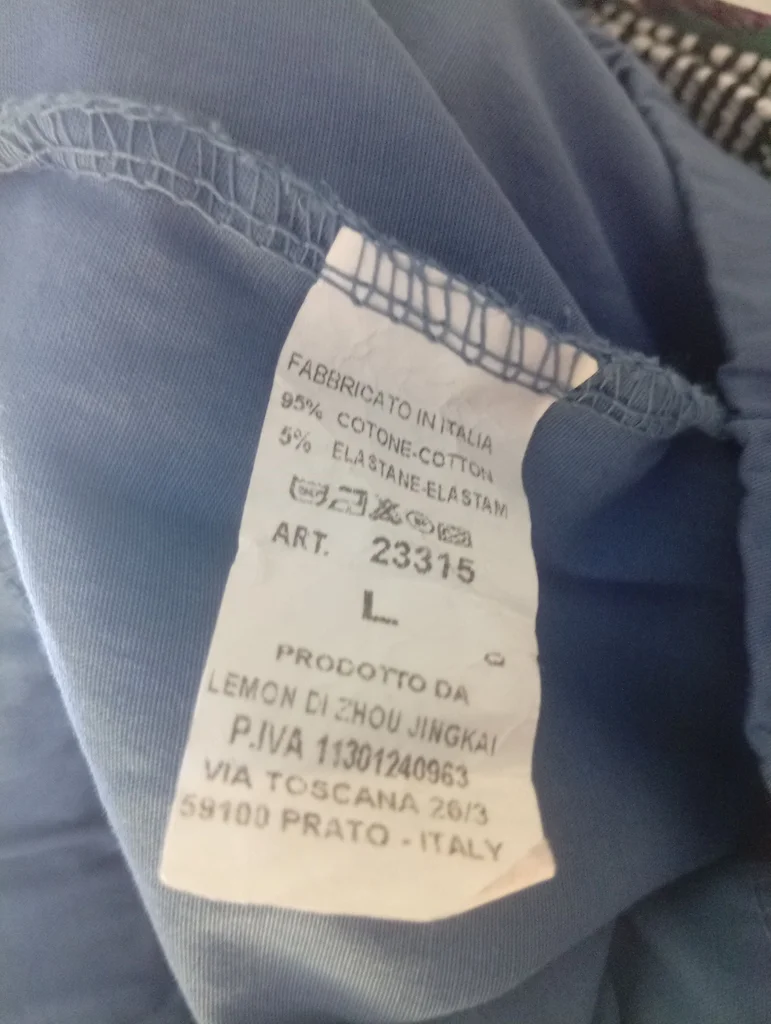 FABBRICATO IN ITALIA
95% COTONE-COTTON
5% ELASTANE-ELASTAM
ART. 23315
L
PRODOTTO DA
LEMON DI ZHOU JINGKAI
P.IVA 11301240963
VIA TOSCANA 26/3
59100 PRATO - ITALY